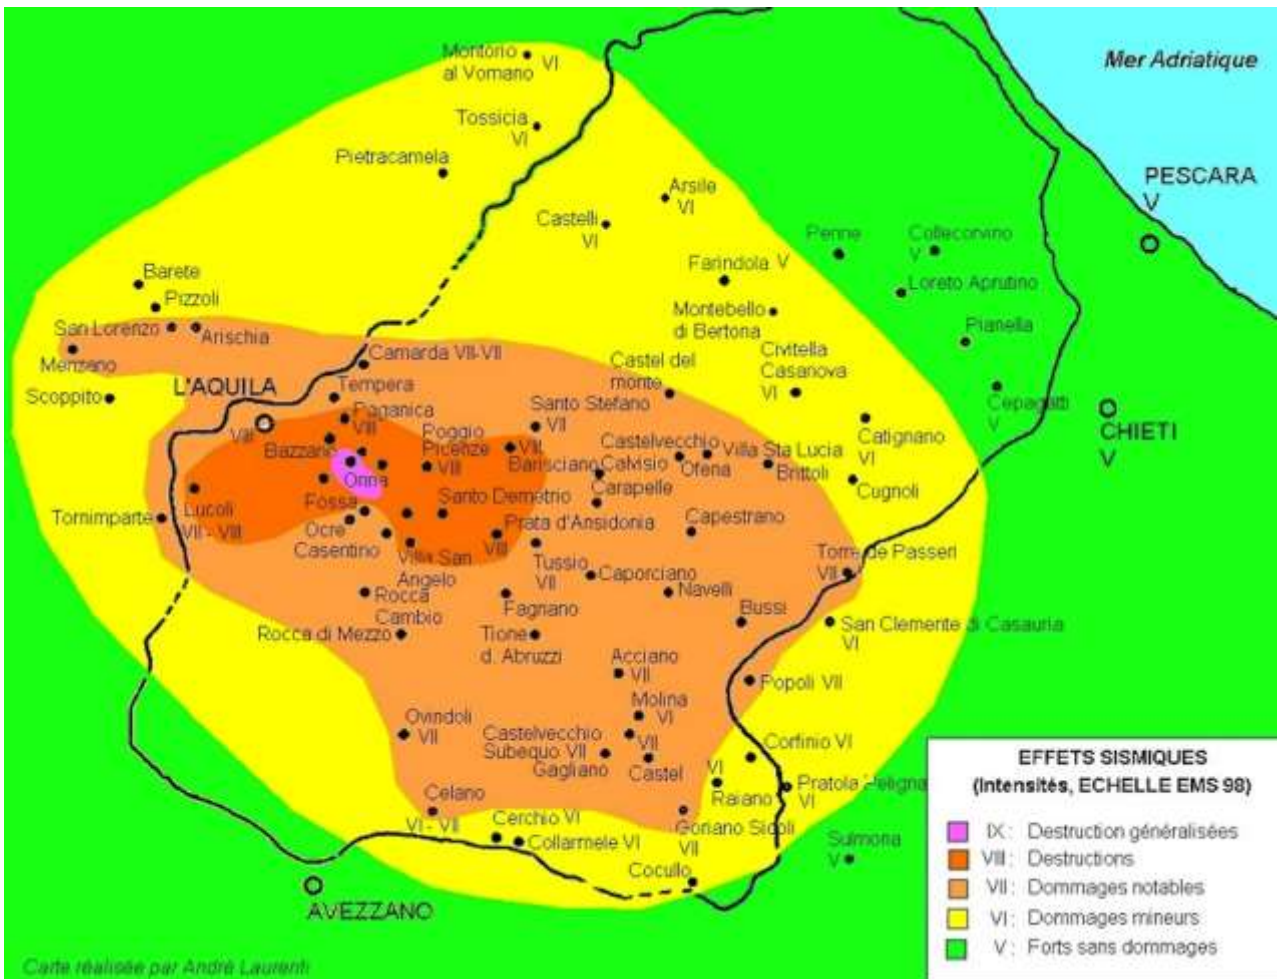 Montorio
al Vomano
VI
Mer Adriatique
Tossicia
VI
Pietracamela
PESCARA
V
Arsile
VI
Castelli
VI
Penne
V
Collecorvino
V
Farindola
Loreto Aprutino
Barete
Pizzoli
Montebello
di Bertona
San Lorenzo
Arischia
Pianella
Menzano
Camarda VII-VII
Castel del
monte
Civitella
Casanova
VI
L'AQUILA
VIII
Tempera
Scoppito
Cepagatti
V
CHIETI
V
Paganica
VIII
Santo Stefano
VII
Catignano
VI
Bazzano
Poggio
Picenze
VIII
VIII
Barisciano
Castelvecchio
Calvisio
Ofena
Villa Sta Lucia
Brittoli
Onna
Carapelle
Cugnoli
Fossa
Santo Demetrio
Lucoli
VII - VIII
Tornimparte
Ocre
Casentino
Prata d'Ansidonia
VIII
Capestrano
Villa San
Angelo
Tussio
VII
Torre de Passeri
VII
Caporciano
Rocca
Cambio
Fagnano
Navelli
Bussi
Rocca di Mezzo
Tione
d. Abruzzi
San Clemente di Casauria
VI
Acciano
VII
Popoli VII
Molina
VI
Ovindoli
VII
Castelvecchio
Subequo VII
VII
Gagliano
Castel
Corfinio VI
VI
Raiano
Pratola Peligna
VI
Celano
VI - VII
Cerchio VI
Collarmele VI
Goriano Sicoli
VII
Sulmona
V
Cocullo
AVEZZANO
EFFETS SISMIQUES
(Intensités, ECHELLE EMS 98)
IX : Destruction généralisées
VIII : Destructions
VII : Dommages notables
VI : Dommages mineurs
V : Forts sans dommages
Carte réalisée par André Laurenti